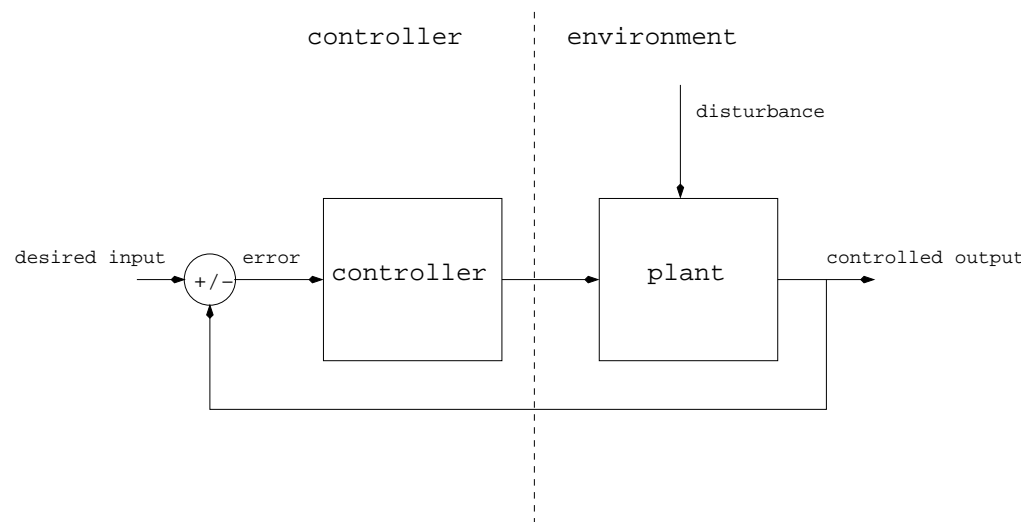 controller
environment
disturbance
desired input
error
controlled output
+/-
controller
plant